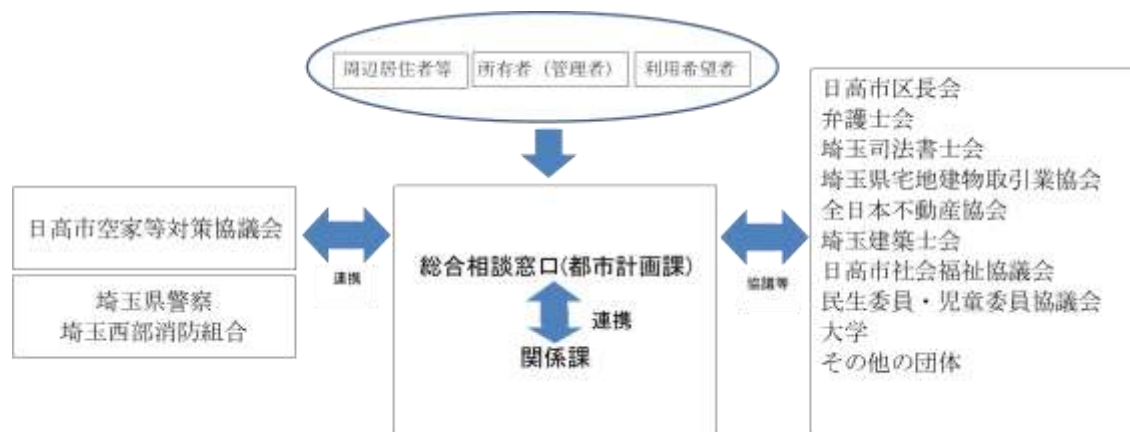 周辺居住者等
所有者（管理者）
利用希望者
日高市空家等対策協議会
埼玉県警察
埼玉西部消防組合
連携
総合相談窓口(都市計画課)
連携
関係課
協議等
日高市区長会
弁護士会
埼玉司法書士会
埼玉県宅地建物取引業協会
全日本不動産協会
埼玉建築士会
日高市社会福祉協議会
民生委員・児童委員協議会
大学
その他の団体